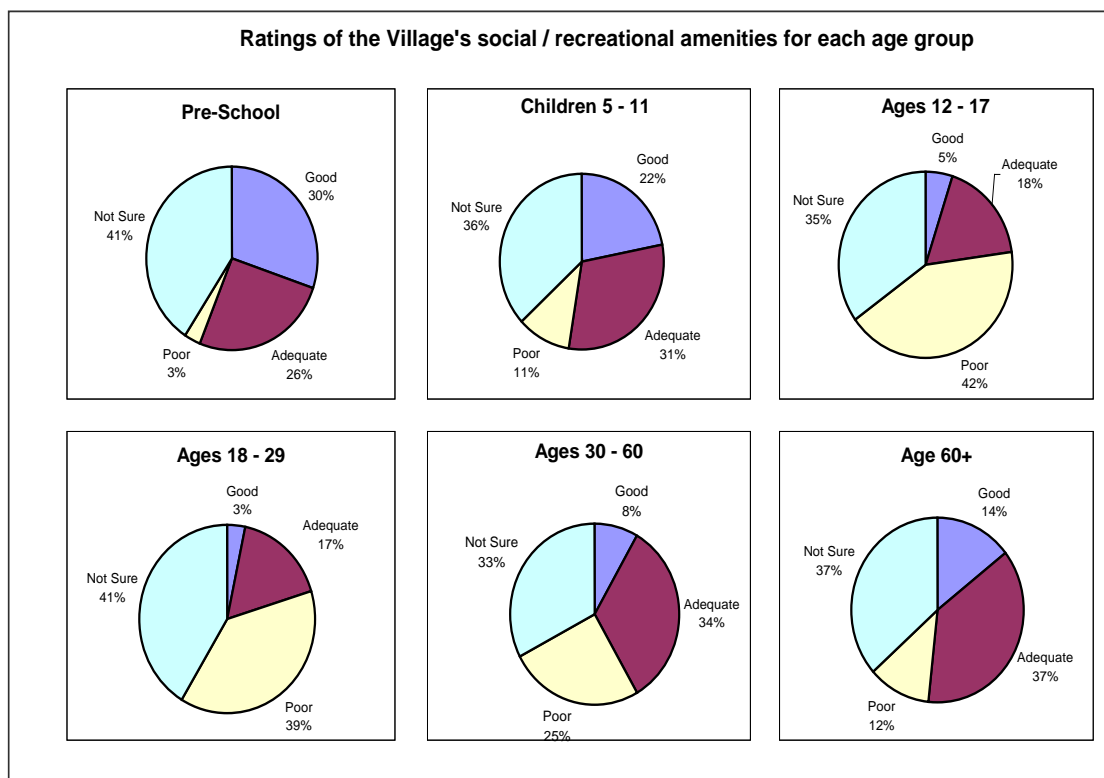 Ratings of the Village's social / recreational amenities for each age group
Pre-School
Good
30%
Adequate
26%
Poor
3%
Not Sure
41%
Children 5 - 11
Good
22%
Adequate
31%
Poor
11%
Not Sure
36%
Ages 12 - 17
Good
5%
Adequate
18%
Poor
42%
Not Sure
35%
Ages 18 - 29
Good
3%
Adequate
17%
Poor
39%
Not Sure
41%
Ages 30 - 60
Good
8%
Adequate
34%
Poor
25%
Not Sure
33%
Age 60+
Good
14%
Adequate
37%
Poor
12%
Not Sure
37%